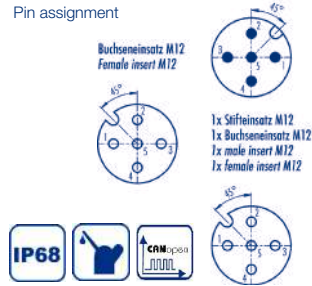 Pin assignment
45°
2
3
1
5
4
Buchseneinsatz M12
Female insert M12
45°
2
1
3
5
4
1x Stifteinsatz M12
1x Buchseneinsatz M12
1x male insert M12
1x female insert M12
45°
2
1
3
5
4
IP68
CANopen